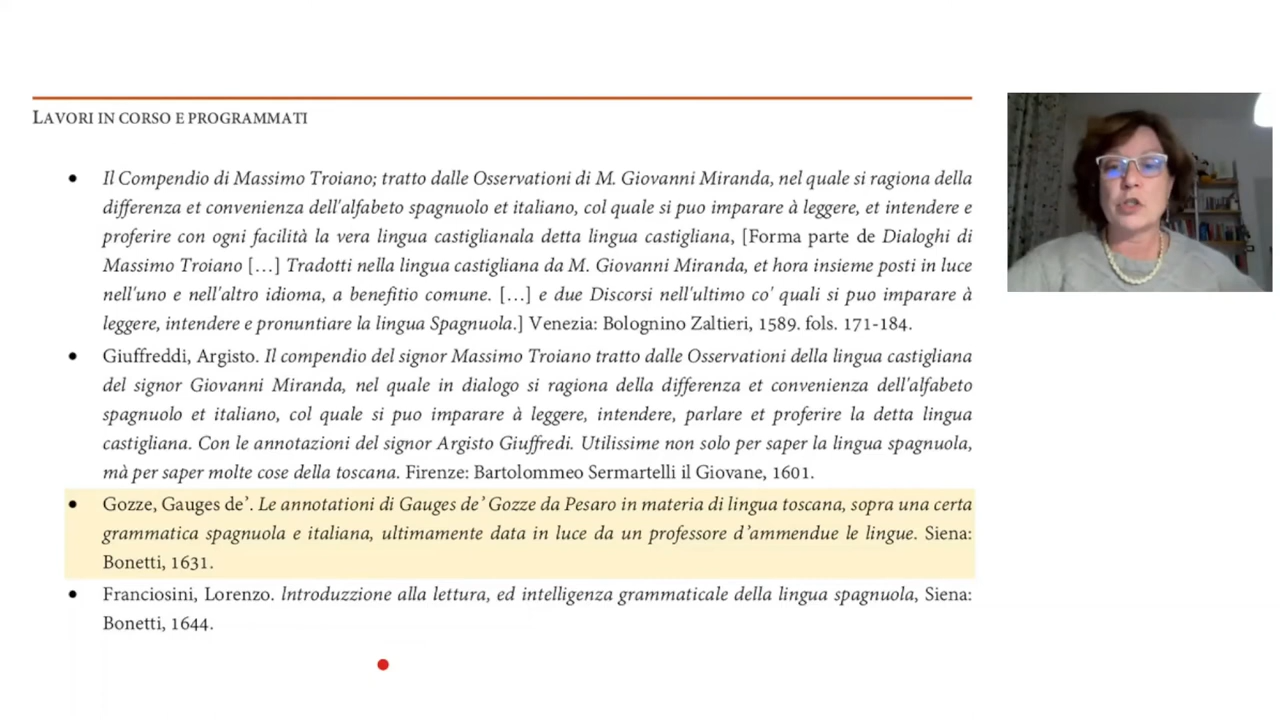 LAVORI IN CORSO E PROGRAMMATI
• Il Compendio di Massimo Troiano; tratto dalle Osservationi di M. Giovanni Miranda, nel quale si ragiona della
differenza et convenienza dell'alfabeto spagnuolo et italiano, col quale si puo imparare à leggere, et intendere e
proferire con ogni facilità la vera lingua castiglianala detta lingua castigliana, [Forma parte de Dialoghi di
Massimo Troiano […] Tradotti nella lingua castigliana da M. Giovanni Miranda, et hora insieme posti in luce
nell'uno e nell'altro idioma, a benefitio comune. […] e due Discorsi nell'ultimo co' quali si puo imparare à
leggere, intendere e pronuntiare la lingua Spagnuola.] Venezia: Bolognino Zaltieri, 1589. fols. 171-184.
• Giuffreddi, Argisto. Il compendio del signor Massimo Troiano tratto dalle Osservationi della lingua castigliana
del signor Giovanni Miranda, nel quale in dialogo si ragiona della differenza et convenienza dell'alfabeto
spagnuolo et italiano, col quale si puo imparare à leggere, intendere, parlare et proferire la detta lingua
castigliana. Con le annotazioni del signor Argisto Giuffredi. Utilissime non solo per saper la lingua spagnuola,
mà per saper molte cose della toscana. Firenze: Bartolommeo Sermartelli il Giovane, 1601.
• Gozze, Gauges de’. Le annotationi di Gauges de’ Gozze da Pesaro in materia di lingua toscana, sopra una certa
grammatica spagnuola e italiana, ultimamente data in luce da un professore d’ammendue le lingue. Siena:
Bonetti, 1631.
• Franciosini, Lorenzo. Introduzzione alla lettura, ed intelligenza grammaticale della lingua spagnuola, Siena:
Bonetti, 1644.